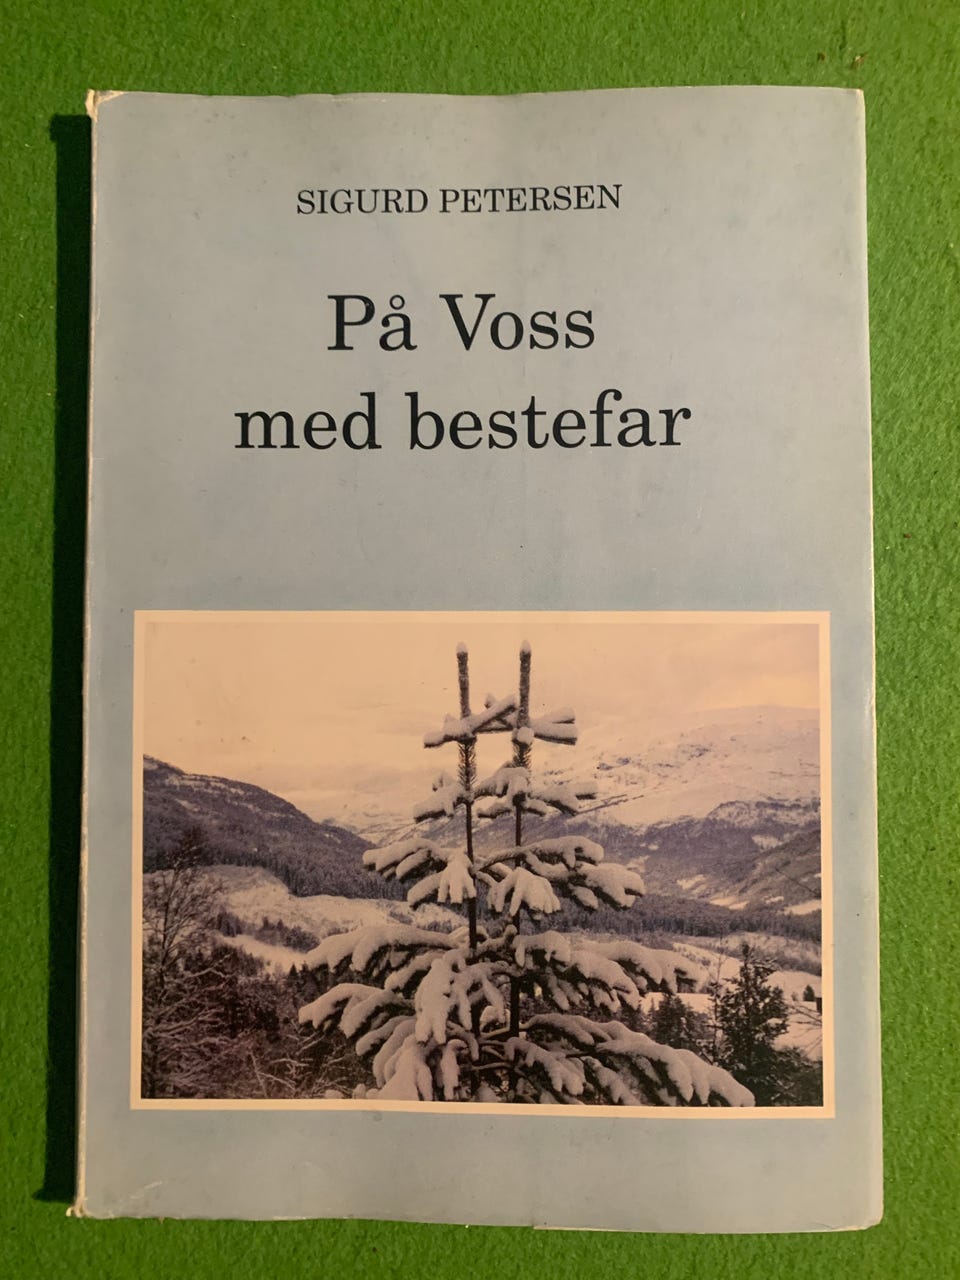 SIGURD PETERSEN
På Voss
med bestefar